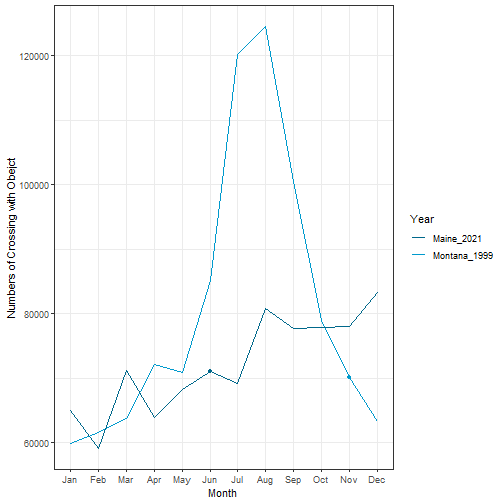 120000
100000
80000
60000
Numbers of Crossing with Obejct
Jan Feb Mar Apr May Jun Jul Aug Sep Oct Nov Dec
Month
Year
Maine_2021
Montana_1999